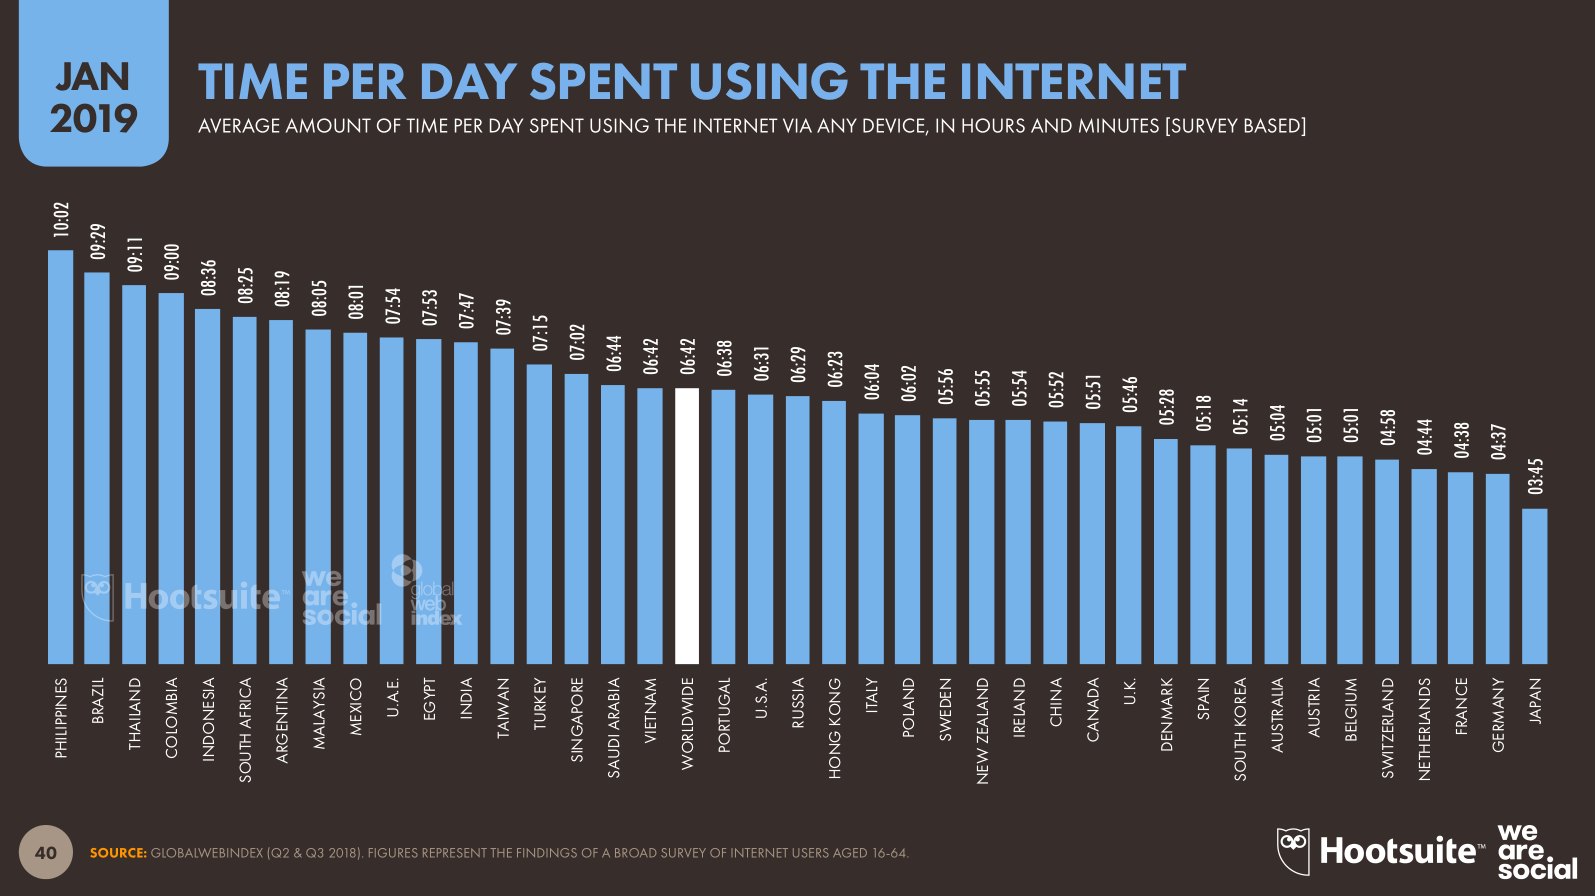 JAN
2019
TIME PER DAY SPENT USING THE INTERNET
AVERAGE AMOUNT OF TIME PER DAY SPENT USING THE INTERNET VIA ANY DEVICE, IN HOURS AND MINUTES [SURVEY BASED]
10:02
09:29
09:11
09:00
08:36
08:25
08:19
08:05
08:01
07:54
07:53
07:47
07:39
07:15
07:02
06:44
06:42
06:42
06:38
06:31
06:29
06:23
06:04
06:02
05:56
05:55
05:54
05:52
05:51
05:46
05:28
05:18
05:14
05:04
05:01
05:01
04:58
04:44
04:38
04:37
03:45
Hootsuite™
we
are
social
global
web
index
PHILIPPINES
BRAZIL
THAILAND
COLOMBIA
INDONESIA
SOUTH AFRICA
ARGENTINA
MALAYSIA
MEXICO
U.A.E.
EGYPT
INDIA
TAIWAN
TURKEY
SINGAPORE
SAUDI ARABIA
VIETNAM
WORLDWIDE
PORTUGAL
U.S.A.
RUSSIA
HONG KONG
ITALY
POLAND
SWEDEN
NEW ZEALAND
IRELAND
CHINA
CANADA
U.K.
DENMARK
SPAIN
SOUTH KOREA
AUSTRALIA
AUSTRIA
BELGIUM
SWITZERLAND
NETHERLANDS
FRANCE
GERMANY
JAPAN
40
SOURCE: GLOBALWEBINDEX (Q2 & Q3 2018). FIGURES REPRESENT THE FINDINGS OF A BROAD SURVEY OF INTERNET USERS AGED 16-64.
Hootsuite™
we
are
social